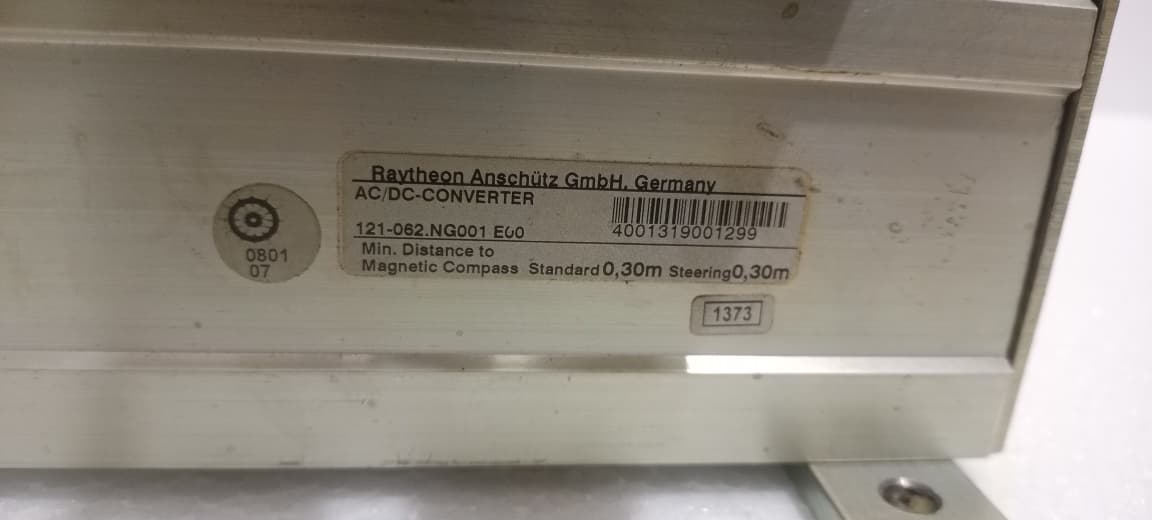 Raytheon Anschütz GmbH, Germany
AC/DC-CONVERTER
121-062.NG001 E00
4001319001299
Min. Distance to
Magnetic Compass Standard 0,30m Steering 0,30m
0801
07
1373